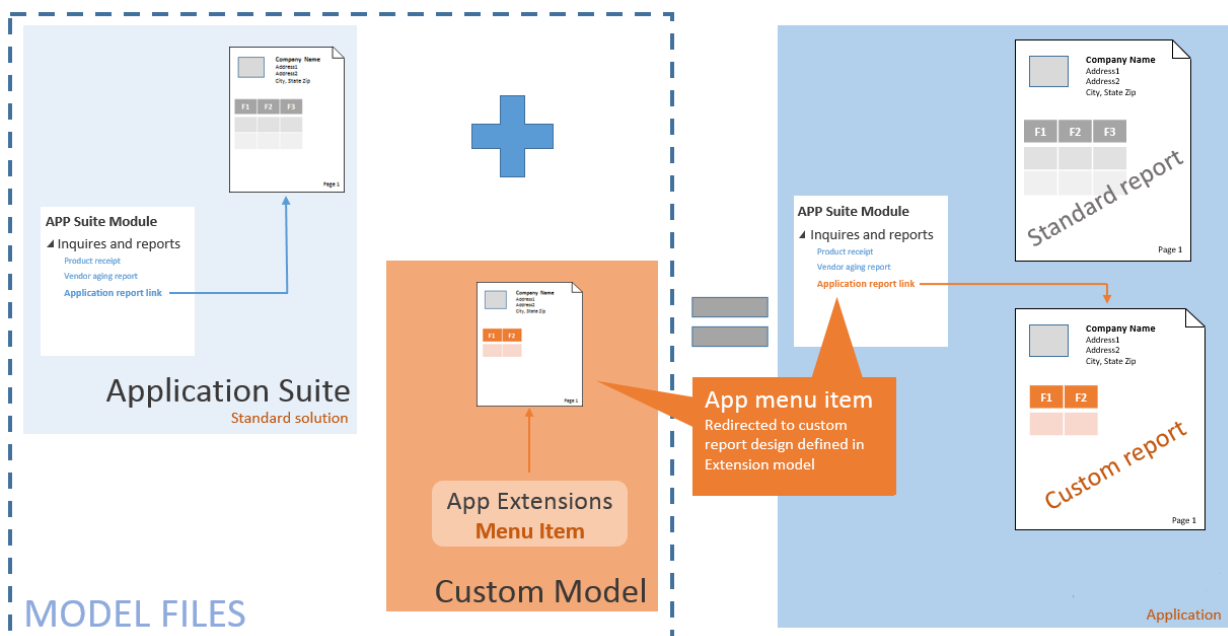 Company Name
Address1
Address2
City, State Zip
F1 F2 F3
Page 1
APP Suite Module
Inquires and reports
Product receipt
Vendor aging report
Application report link
Application Suite
Standard solution
Company Name
Address1
Address2
City, State Zip
F1 F2
Page 1
App Extensions
Menu Item
Custom Model
MODEL FILES
Company Name
Address1
Address2
City, State Zip
F1 F2 F3
Standard report
Page 1
APP Suite Module
Inquires and reports
Product receipt
Vendor aging report
Application report link
App menu item
Redirected to custom
report design defined in
Extension model
Company Name
Address1
Address2
City, State Zip
F1 F2
Custom report
Page 1
Application